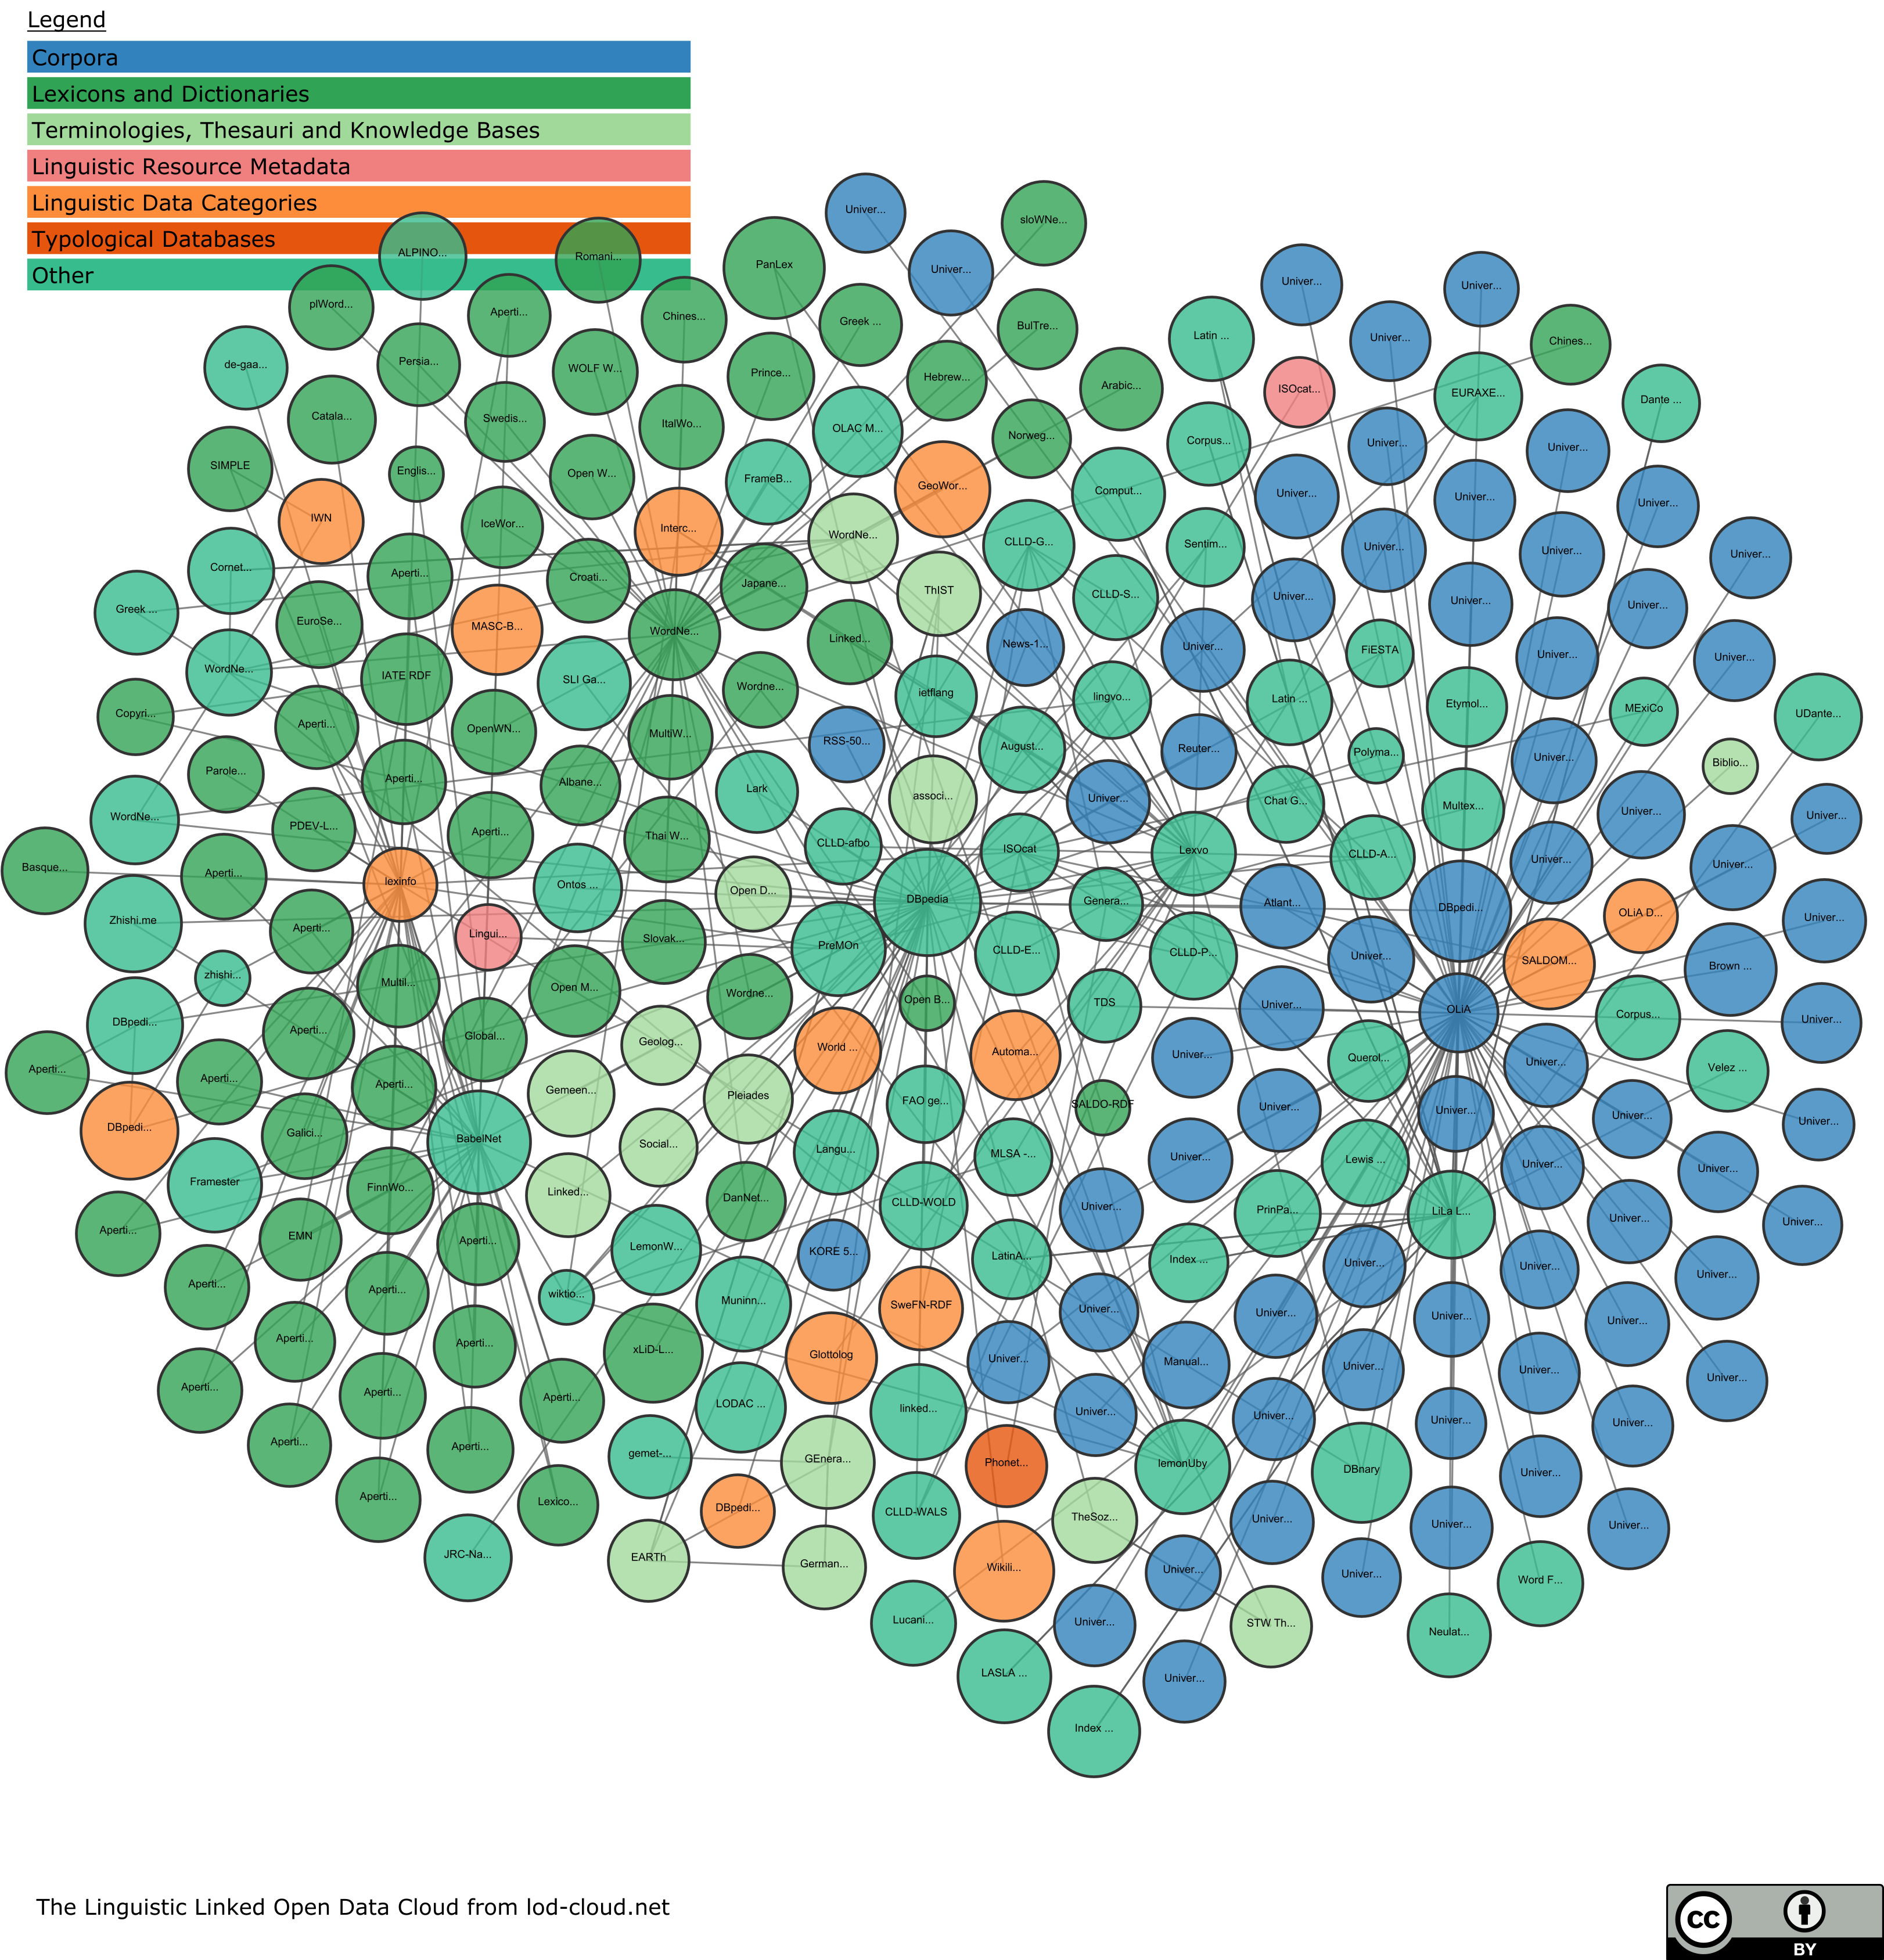 Legend
Corpora
Lexicons and Dictionaries
Terminologies, Thesauri and Knowledge Bases
Linguistic Resource Metadata
Linguistic Data Categories
Typological Databases
Other
Univer...
sloWNe...
ALPINO...
Romani...
PanLex
Univer...
Univer...
Univer...
plWord...
Aperti...
Chines...
Greek ...
BulTre...
Latin ...
Univer...
Chines...
de-gaa...
Persia...
WOLF W...
Prince...
Hebrew...
Arabic...
ISOcat...
EURAXE...
Dante ...
Catala...
Swedis...
ItalWo...
OLAC M...
Norweg...
Corpus...
Univer...
Univer...
SIMPLE
Englis...
Open W...
FrameB...
GeoWor...
Comput...
Univer...
Univer...
Univer...
IWN
IceWor...
Interc...
WordNe...
CLLD-G...
Sentim...
Univer...
Univer...
Univer...
Cornet...
Aperti...
Croati...
Japane...
ThIST
CLLD-S...
Univer...
Univer...
Univer...
Greek ...
EuroSe...
MASC-B...
WordNe...
Linked...
News-1...
Univer...
FiESTA
Univer...
Univer...
WordNe...
IATE RDF
SLI Ga...
Wordne...
ietflang
lingvo...
Latin ...
Etymol...
MExiCo
UDante...
Copyri...
Aperti...
OpenWN...
MultiW...
RSS-50...
August...
Reuter...
Polyma...
Univer...
Biblio...
Parole...
Aperti...
Albane...
Lark
associ...
Univer...
Chat G...
Multex...
Univer...
Univer...
WordNe...
PDEV-L...
Aperti...
Thai W...
CLLD-afbo
ISOcat
Lexvo
CLLD-A...
Univer...
Univer...
Basque...
Aperti...
lexinfo
Ontos ...
Open D...
DBpedia
Genera...
Atlant...
DBpedi...
OLiA D...
Univer...
Zhishi.me
Aperti...
Lingui...
Slovak...
PreMOn
CLLD-E...
CLLD-P...
Univer...
SALDOM...
Brown ...
zhishi...
Multil...
Open M...
Wordne...
Open B...
TDS
Univer...
OLiA
Corpus...
Univer...
DBpedi...
Aperti...
Global...
Geolog...
World ...
Automa...
Univer...
Querol...
Univer...
Velez ...
Aperti...
Aperti...
Aperti...
Gemeen...
Pleiades
FAO ge...
SALDO-RDF
Univer...
Univer...
Univer...
Univer...
DBpedi...
Galici...
BabelNet
Social...
Langu...
MLSA -...
Univer...
Lewis ...
Univer...
Univer...
Framester
FinnWo...
Linked...
DanNet...
CLLD-WOLD
Univer...
PrinPa...
LiLa L...
Univer...
Univer...
Aperti...
EMN
Aperti...
LemonW...
KORE 5...
LatinA...
Index ...
Univer...
Univer...
Univer...
Aperti...
Aperti...
wiktio...
Muninn...
SweFN-RDF
Univer...
Univer...
Univer...
Univer...
Aperti...
Aperti...
xLiD-L...
Glottolog
Univer...
Manual...
Univer...
Univer...
Univer...
Aperti...
Aperti...
Aperti...
LODAC ...
linked...
Univer...
Univer...
Univer...
Univer...
Aperti...
Aperti...
gemet-...
GEnera...
Phonet...
lemonUby
DBnary
Univer...
Aperti...
Lexico...
DBpedi...
CLLD-WALS
TheSoz...
Univer...
Univer...
Univer...
JRC-Na...
EARTh
German...
Wikili...
Univer...
Univer...
Word F...
Lucani...
Univer...
STW Th...
Neulat...
LASLA ...
Univer...
Index ...
The Linguistic Linked Open Data Cloud from lod-cloud.net
cc
BY